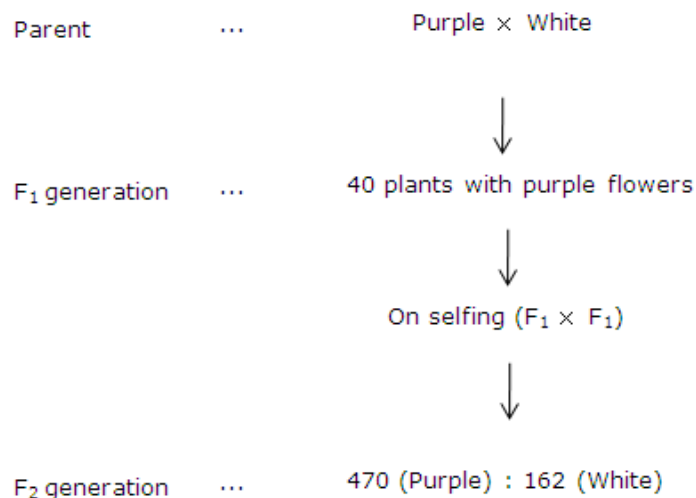 Parent ... Purple × White
F₁ generation ... 40 plants with purple flowers
On selfing (F₁ × F₁)
F₂ generation ... 470 (Purple) : 162 (White)